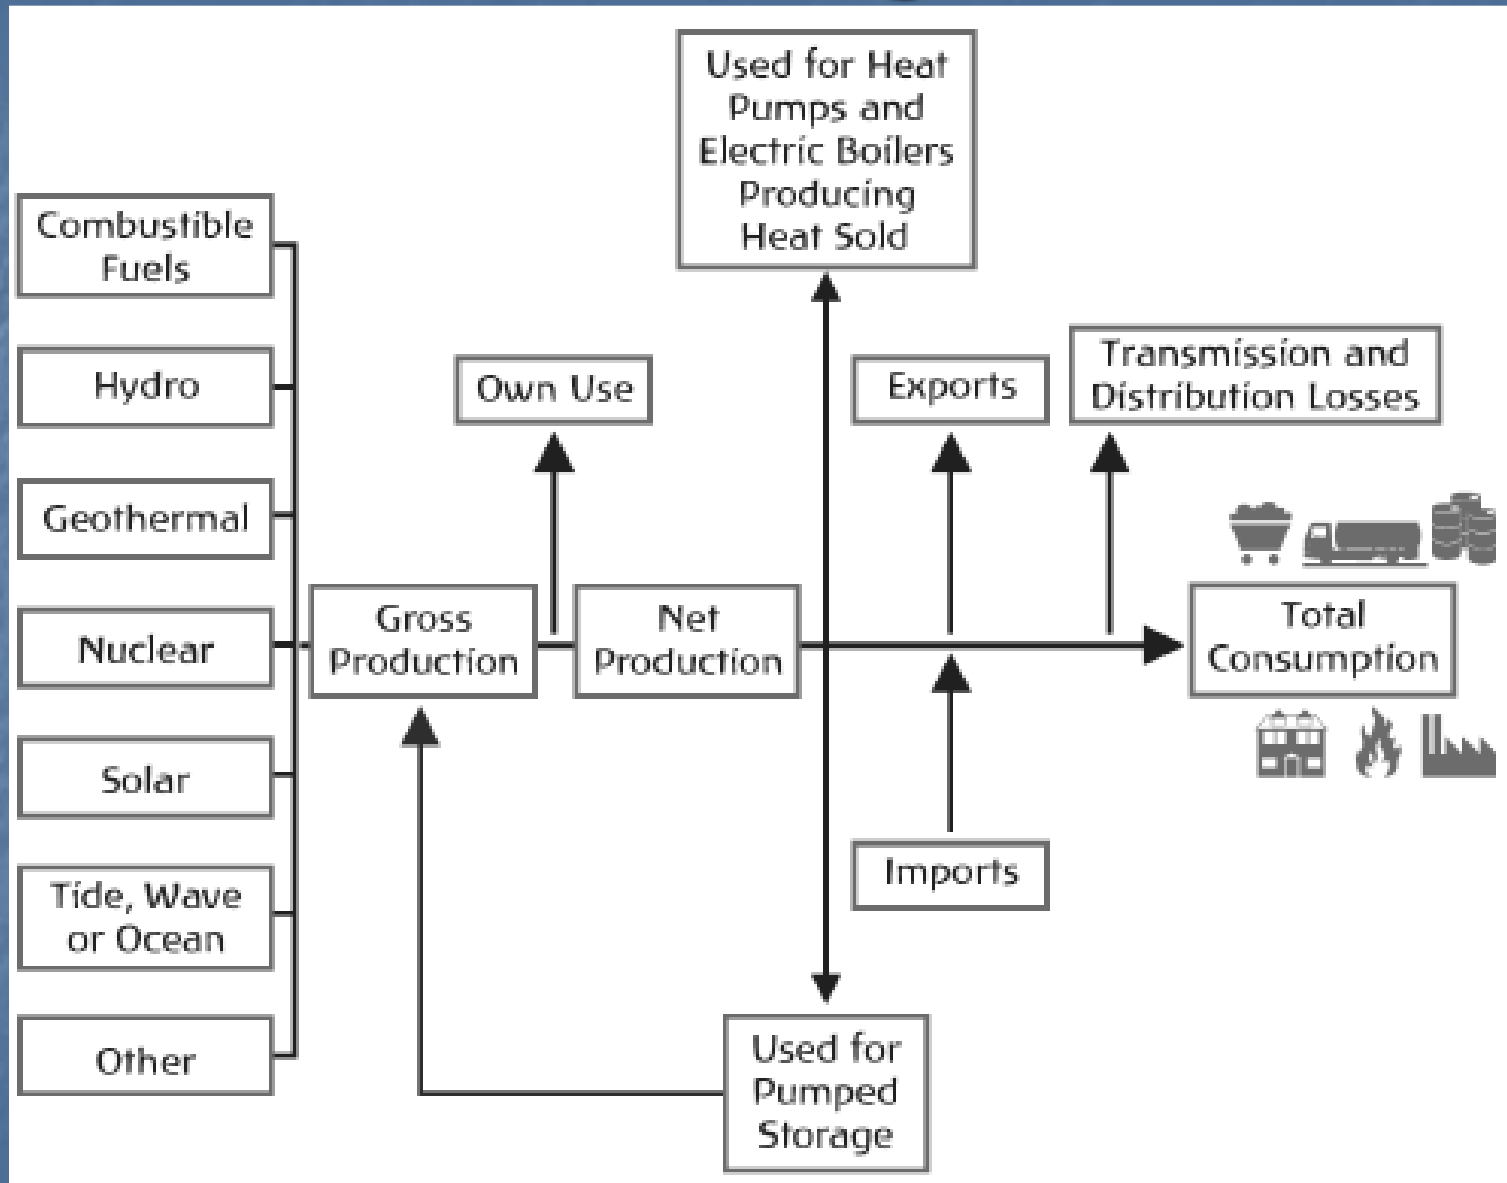 Used for Heat
Pumps and
Electric Boilers
Producing
Heat Sold
Combustible
Fuels
Hydro
Geothermal
Nuclear
Solar
Tide, Wave
or Ocean
Other
Own Use
Exports
Transmission and
Distribution Losses
Gross
Production
Net
Production
Total
Consumption
Imports
Used for
Pumped
Storage